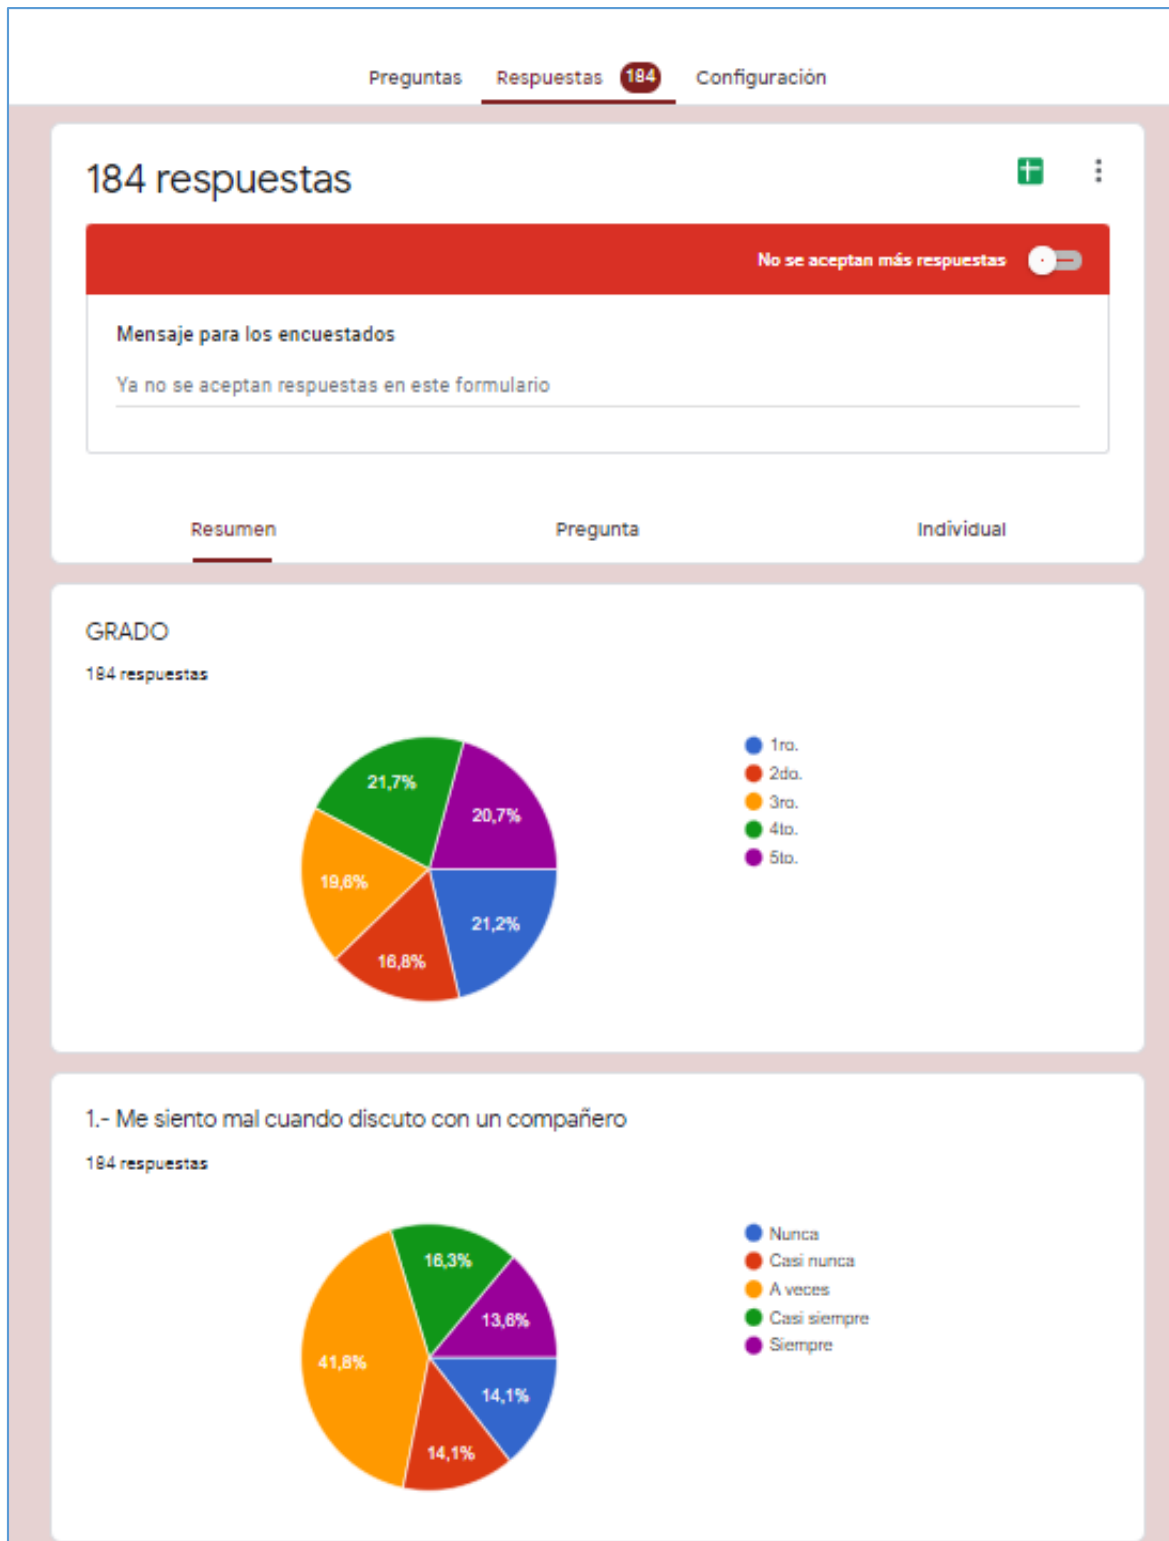 Preguntas Respuestas 184 Configuración
184 respuestas
No se aceptan más respuestas
Mensaje para los encuestados
Ya no se aceptan respuestas en este formulario
Resumen Pregunta Individual
GRADO
184 respuestas
21,7%
20,7%
19,6%
21,2%
16,8%
1ro.
2do.
3ro.
4to.
5to.
1.- Me siento mal cuando discuto con un compañero
184 respuestas
16,3%
13,6%
41,8%
14,1%
14,1%
Nunca
Casi nunca
A veces
Casi siempre
Siempre